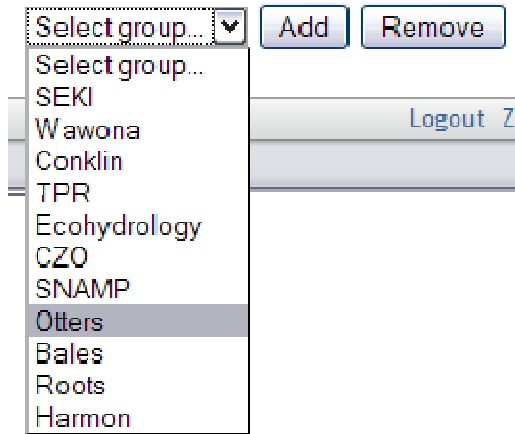 Select group... Add Remove
Select group...
SEKI
Wawona
Logout
Conklin
TPR
Ecohydrology
CZO
SNAMP
Otters
Bales
Roots
Harmon